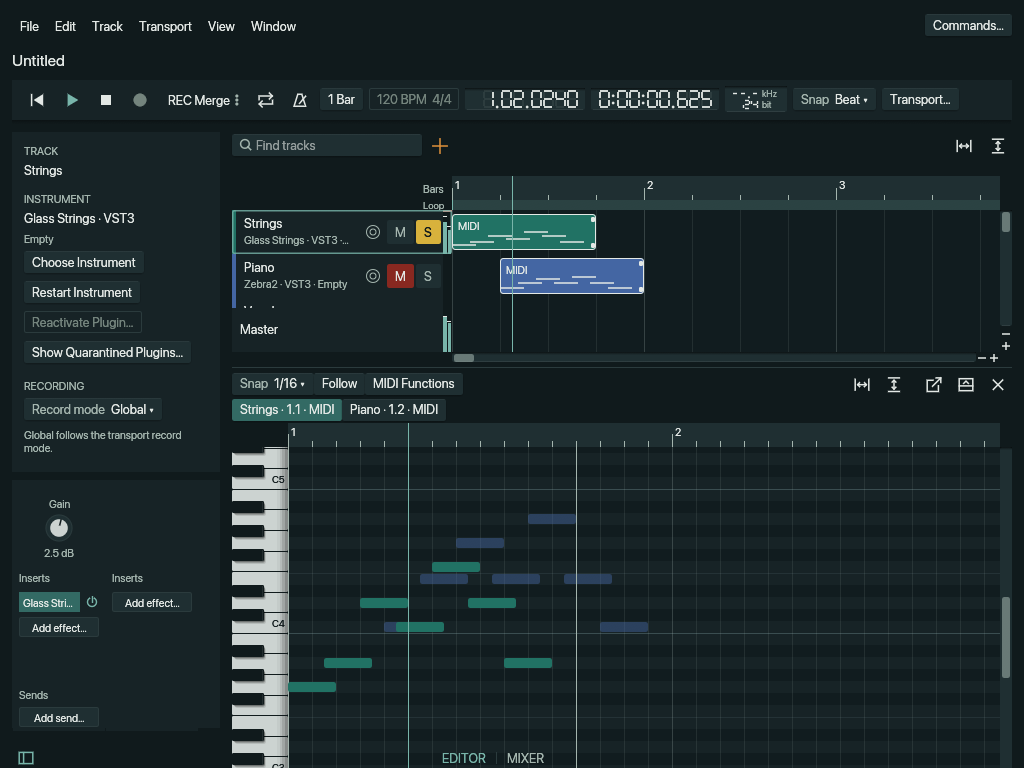 File Edit Track Transport View Window
Commands...
Untitled
REC Merge 1 Bar 120 BPM 4/4 1.02.0240 0:00:00.625 --.- kHz Snap Beat Transport...
24 bit
TRACK
Strings
INSTRUMENT
Glass Strings · VST3
Empty
Choose Instrument
Restart Instrument
Reactivate Plugin...
Show Quarantined Plugins...
RECORDING
Record mode Global
Global follows the transport record
mode.
Gain
2.5 dB
Inserts Inserts
Glass Stri... Add effect...
Add effect...
Sends
Add send...
Find tracks
Bars 1 2 3
Loop
Strings M S MIDI
Glass Strings · VST3 ·...
Piano M S MIDI
Zebra2 · VST3 · Empty
Master
Snap 1/16 Follow MIDI Functions
Strings · 1.1 · MIDI Piano · 1.2 · MIDI
1 2
C5
C4
C3
EDITOR MIXER